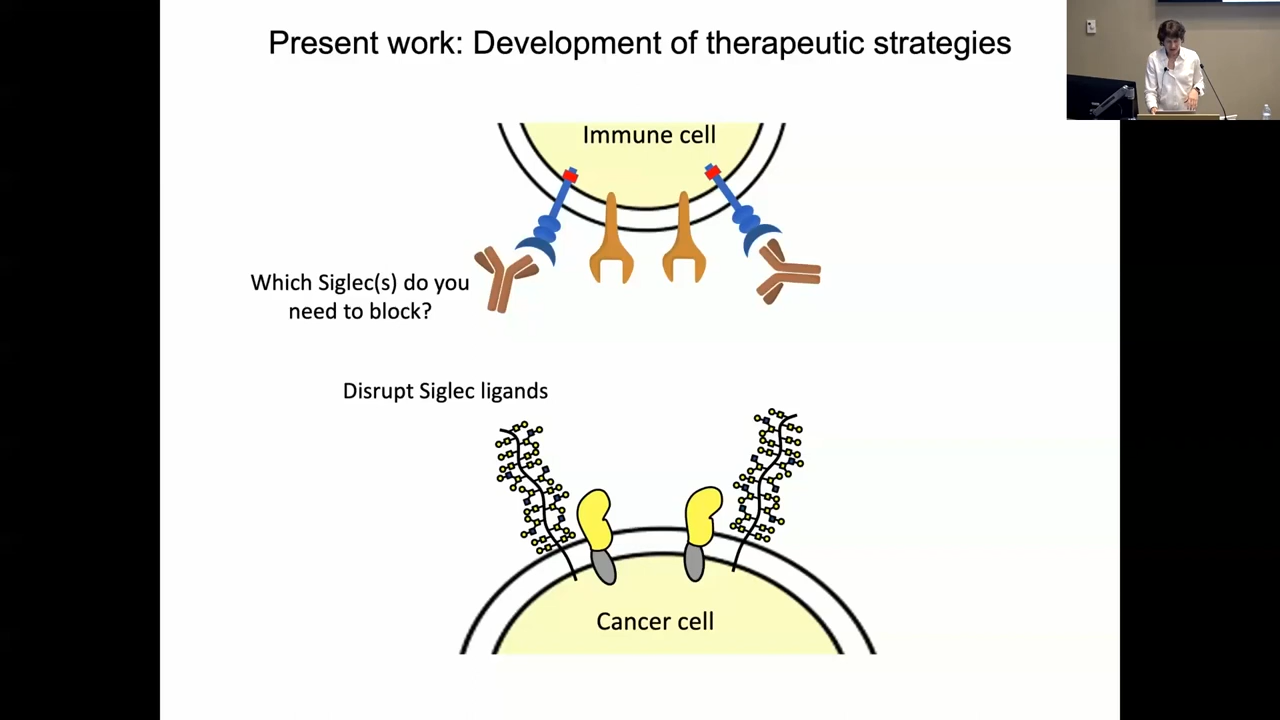 Present work: Development of therapeutic strategies
Immune cell
Which Siglec(s) do you
need to block?
Disrupt Siglec ligands
Cancer cell